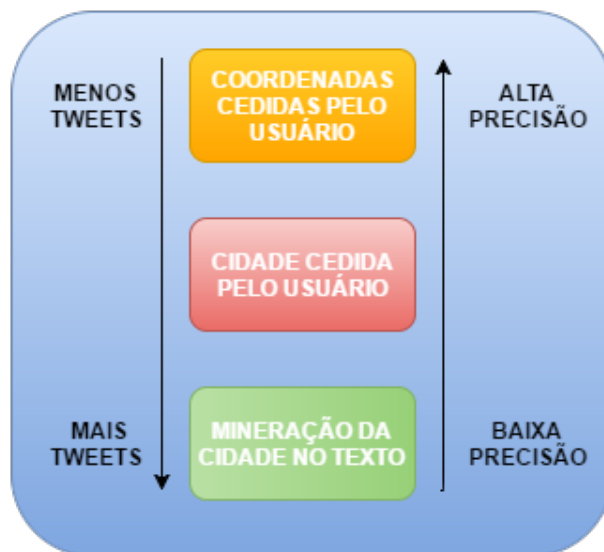 MENOS
TWEETS
COORDENADAS
CEDIDAS PELO
USUÁRIO
ALTA
PRECISÃO
CIDADE CEDIDA
PELO USUÁRIO
MAIS
TWEETS
MINERAÇÃO DA
CIDADE NO TEXTO
BAIXA
PRECISÃO